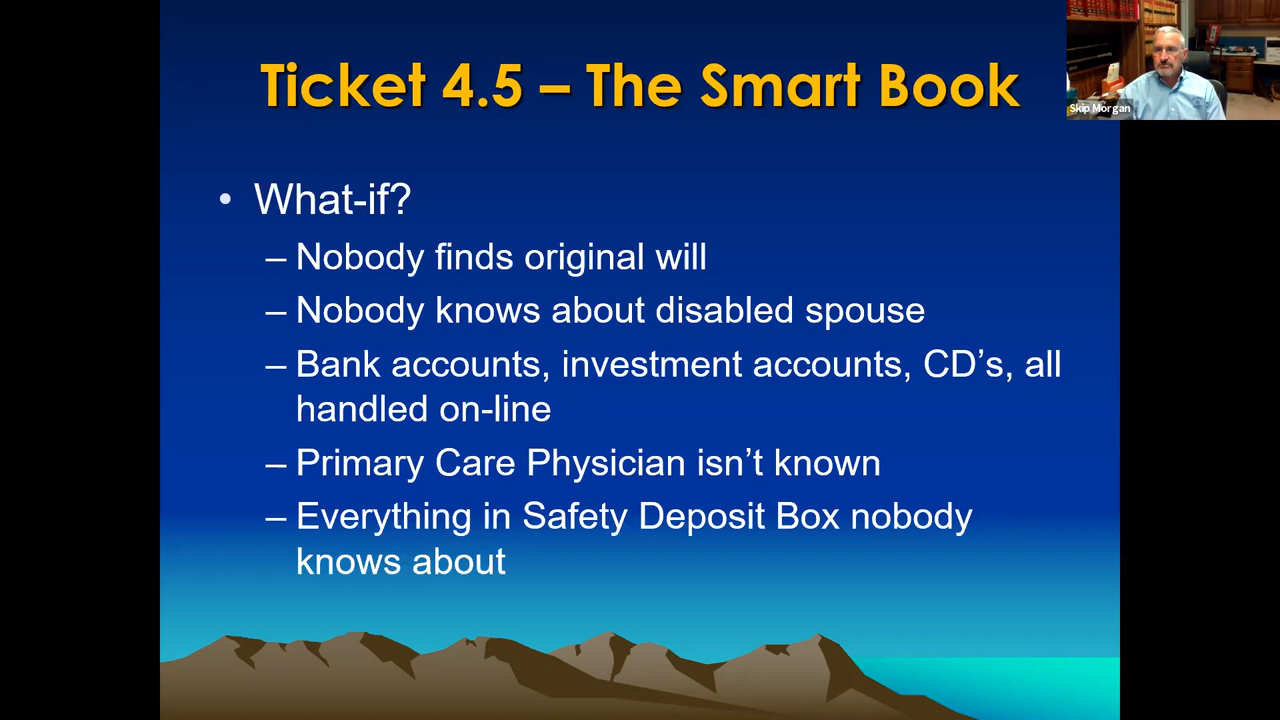 Ticket 4.5 – The Smart Book
Skip Morgan
• What-if?
– Nobody finds original will
– Nobody knows about disabled spouse
– Bank accounts, investment accounts, CD’s, all
handled on-line
– Primary Care Physician isn’t known
– Everything in Safety Deposit Box nobody
knows about